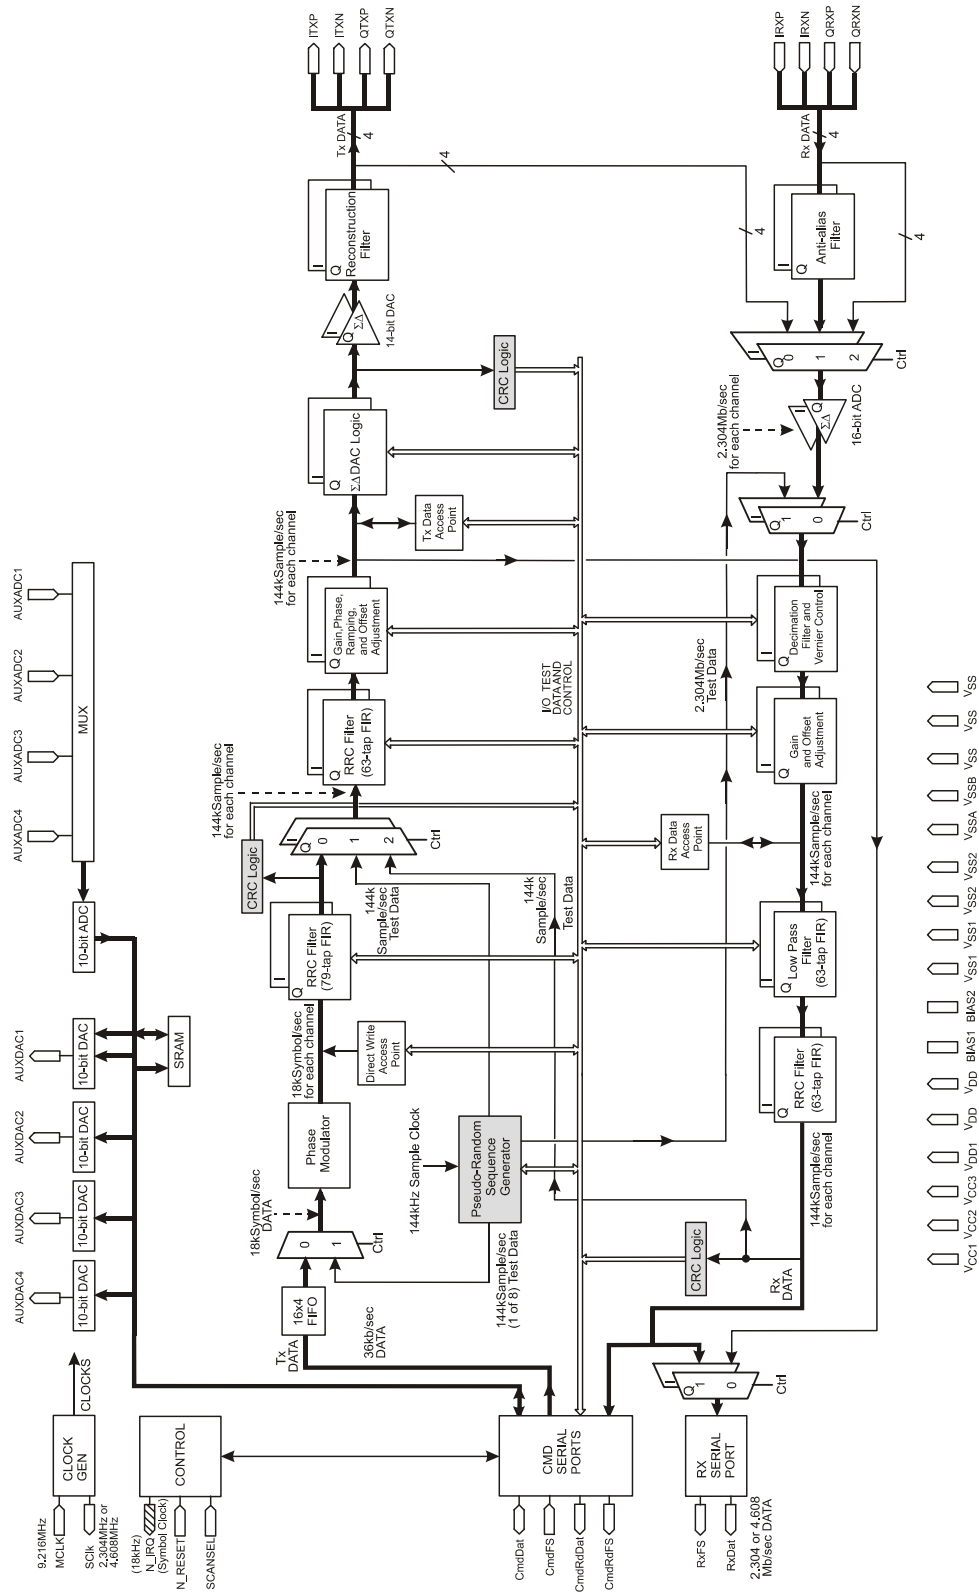 AUXADC1
AUXADC2
AUXADC3
AUXADC4
MUX
10-bit ADC
AUXDAC1
10-bit DAC
AUXDAC2
10-bit DAC
AUXDAC3
10-bit DAC
AUXDAC4
10-bit DAC
SRAM
CLOCKS
CLOCK
GEN
9.216MHz
MCLK
SClk
2.304MHz or
4.608MHz
CONTROL
(18kHz)
N_IRQ
(Symbol Clock)
N_RESET
SCANSEL
CMD
SERIAL
PORTS
CmdDat
CmdFS
CmdRdDat
CmdRdFS
RX
SERIAL
PORT
RxFS
RxDat
2.304 or 4.608
Mb/sec DATA
Tx
DATA
16x4
FIFO
36kb/sec
DATA
0
1
Ctrl
18kSymbol/sec
DATA
Phase
Modulator
18kSymbol/sec
for each channel
Direct Write
Access
Point
I
Q
RRC Filter
(79-tap FIR)
CRC Logic
I
Q
0
1
2
Ctrl
144k
Sample/sec
Test Data
144k
Sample/sec
Test
Data
144kSample/sec
for each channel
I
Q
RRC Filter
(63-tap FIR)
I
Q
Gain,Phase,
Ramping,
and Offset
Adjustment
144kSample/sec
for each channel
Tx Data
Access
Point
I
Q
ΣΔDAC Logic
CRC Logic
I
Q
ΣΔ
14-bit DAC
I
Q
Reconstruction
Filter
Tx DATA
4
4
ITXP
ITXN
QTXP
QTXN
144kHz Sample Clock
Pseudo-Random
Sequence
Generator
144kSample/sec
(1 of 8) Test Data
I/O TEST
DATA AND
CONTROL
2.304Mb/sec
Test Data
IRXP
IRXN
QRXP
QRXN
Rx DATA
4
4
4
I
Q
Anti-alias
Filter
I
Q
0
1
2
Ctrl
I
Q
ΣΔ
16-bit ADC
2.304Mb/sec
for each channel
I
Q
1
0
Ctrl
I
Q
Decimation
Filter and
Vernier Control
I
Q
Gain
and Offset
Adjustment
144kSample/sec
for each channel
Rx Data
Access
Point
I
Q
Low Pass
Filter
(63-tap FIR)
I
Q
RRC Filter
(63-tap FIR)
144kSample/sec
for each channel
CRC Logic
Rx
DATA
I
Q
1
0
Ctrl
VCC1
VCC2
VCC3
VDD1
VDD
VDD
BIAS1
BIAS2
VSS1
VSS1
VSS2
VSS2
VSSA
VSSB
VSS
VSS
VSS